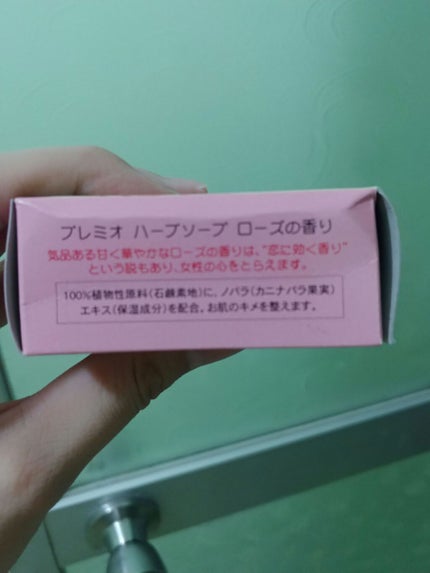 プレミオ ハーブソープ ローズの香り
気品ある甘く華やかなローズの香りは、“恋に効く香り”
という説もあり、女性の心をとらえます。
100%植物性原料(石鹸素地)に、ノバラ(カニナバラ果実)
エキス(保湿成分)を配合。お肌のキメを整えます。